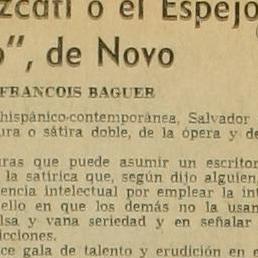 zcatl o el Espejo
", de Novo
FRANCOIS BAGUER
hispánico-contemporánea, Salvador
ura o sátira doble, de la ópera y de
ras que puede asumir un escritor
la satírica que, según dijo alguien,
encia intelectual por emplear la int
ello en que los demás no la usan
lsa y vana seriedad y en señalar
icciones.
ce gala de talento y erudición en e